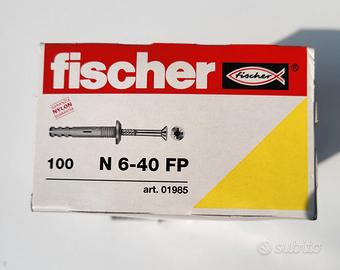 fischer
fischer
®
NYLON
100 N 6-40 FP
art. 01985
subito